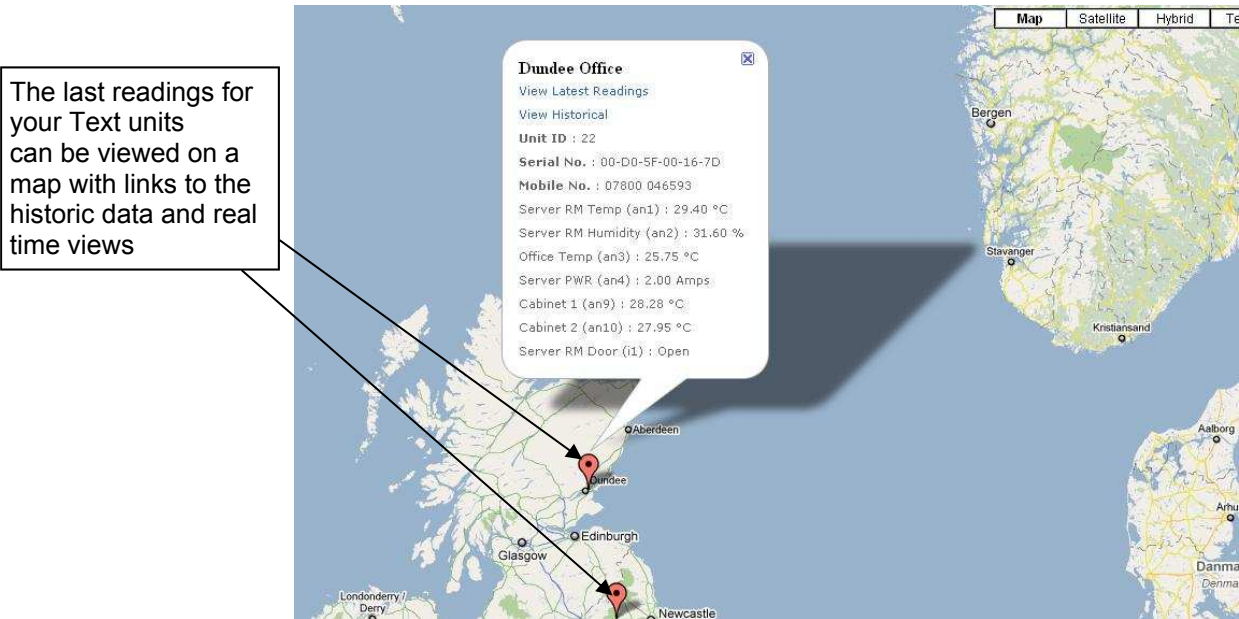 The last readings for
your Text units
can be viewed on a
map with links to the
historic data and real
time views
Map
Satellite
Hybrid
Dundee Office
View Latest Readings
View Historical
Unit ID : 22
Serial No. : 00-D0-5F-00-16-7D
Mobile No. : 07800 046593
Server RM Temp (an1) : 29.40 °C
Server RM Humidity (an2) : 31.60 %
Office Temp (an3) : 25.75 °C
Server PWR (an4) : 2.00 Amps
Cabinet 1 (an9) : 28.28 °C
Cabinet 2 (an10) : 27.95 °C
Server RM Door (i1) : Open
Bergen
Stavanger
Kristiansand
Aberdeen
Aalborg
Dundee
Edinburgh
Glasgow
Londonderry /
Derry
Newcastle